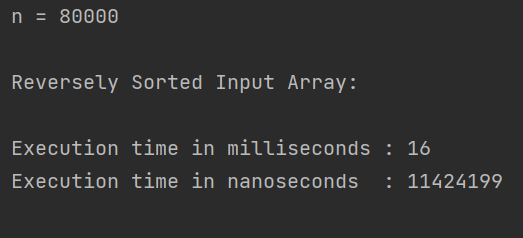 n = 80000
Reversely Sorted Input Array:
Execution time in milliseconds : 16
Execution time in nanoseconds  : 11424199